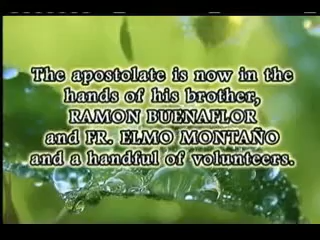 The apostolate is now in the
hands of his brother,
RAMON BUENAFLOR
and FR. ELMO MONTAÑO
and a handful of volunteers.